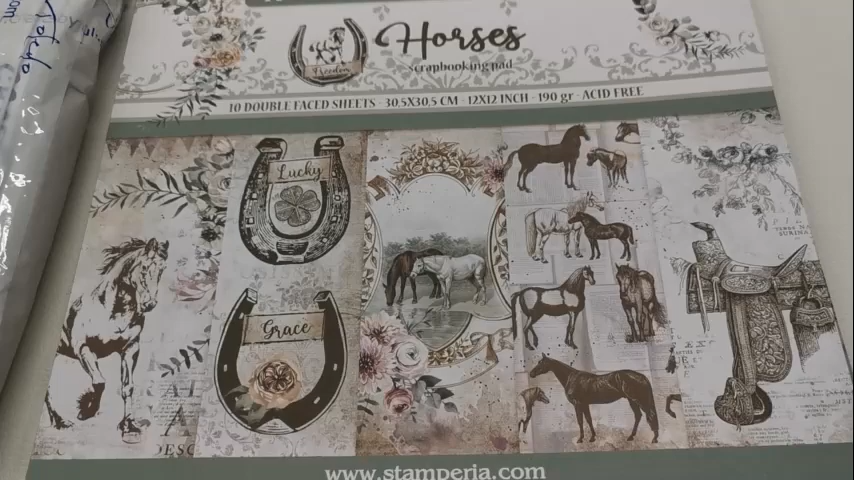 Horses
Freedom
scrapbooking pad
10 DOUBLE FACED SHEETS - 30,5X30,5 CM - 12X12 INCH - 190 gr - ACID FREE
Lucky
Grace
www.stamperia.com